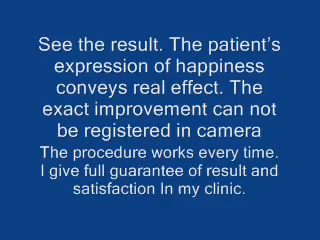 See the result. The patient's
expression of happiness
conveys real effect. The
exact improvement can not
be registered in camera
The procedure works every time.
I give full guarantee of result and
satisfaction In my clinic.